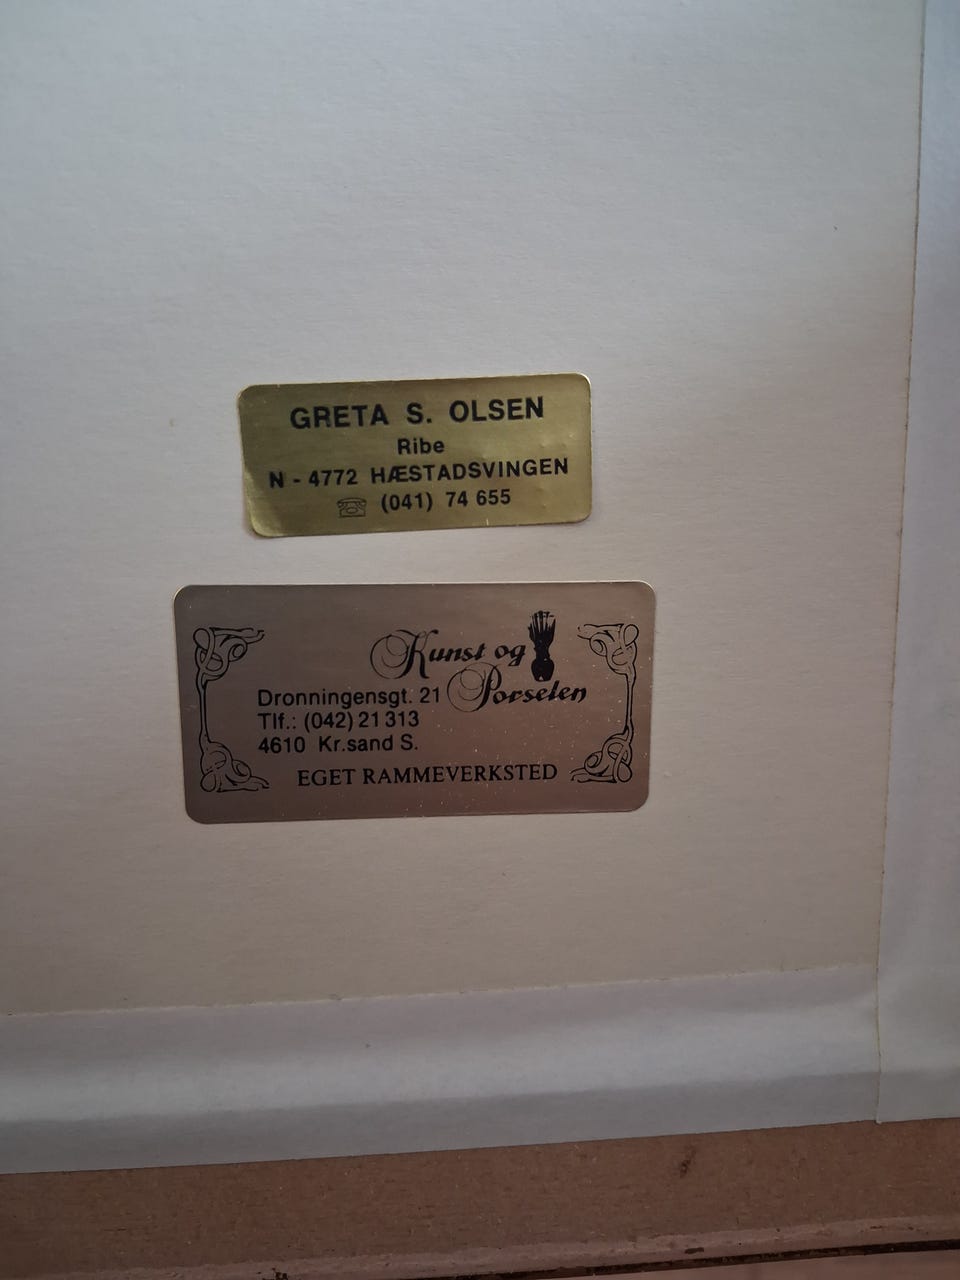 GRETA S. OLSEN
Ribe
N - 4772 HÆSTADSVINGEN
(041) 74 655
Kunst og
Porselen
Dronningensgt. 21
Tlf.: (042) 21 313
4610 Kr.sand S.
EGET RAMMEVERKSTED